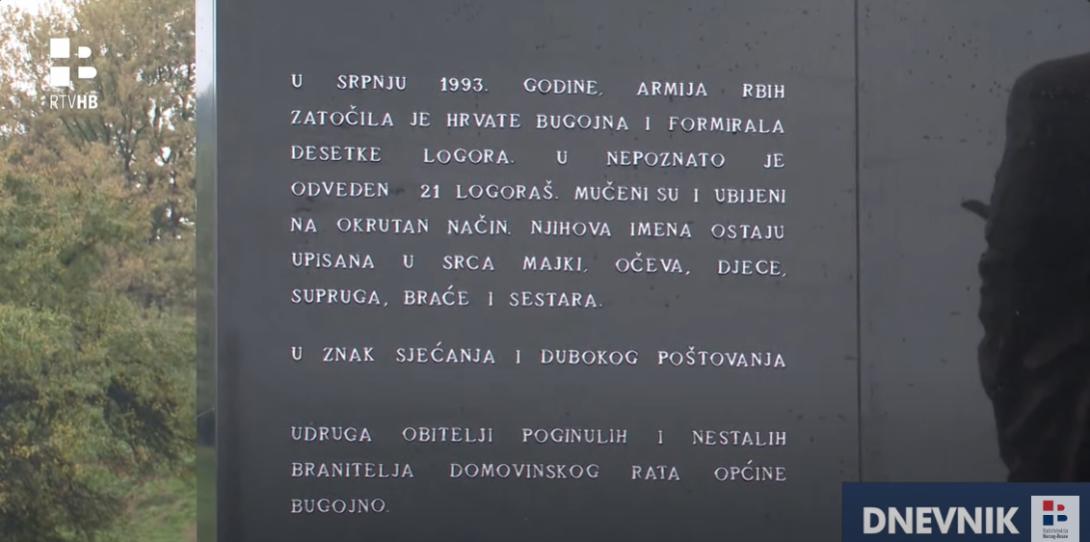 RTVHB
U SRPNJU 1993. GODINE, ARMIJA RBIH
ZATOČILA JE HRVATE BUGOJNA I FORMIRALA
DESETKE LOGORA. U NEPOZNATO JE
ODVEDEN 21 LOGORAŠ. MUČENI SU I UBIJENI
NA OKRUTAN NAČIN. NJIHOVA IMENA OSTAJU
UPISANA U SRCA MAJKI, OČEVA, DJECE,
SUPRUGA, BRAĆE I SESTARA.
U ZNAK SJEĆANJA I DUBOKOG POŠTOVANJA
UDRUGA OBITELJI POGINULIH I NESTALIH
BRANITELJA DOMOVINSKOG RATA OPĆINE
BUGOJNO.
DNEVNIK